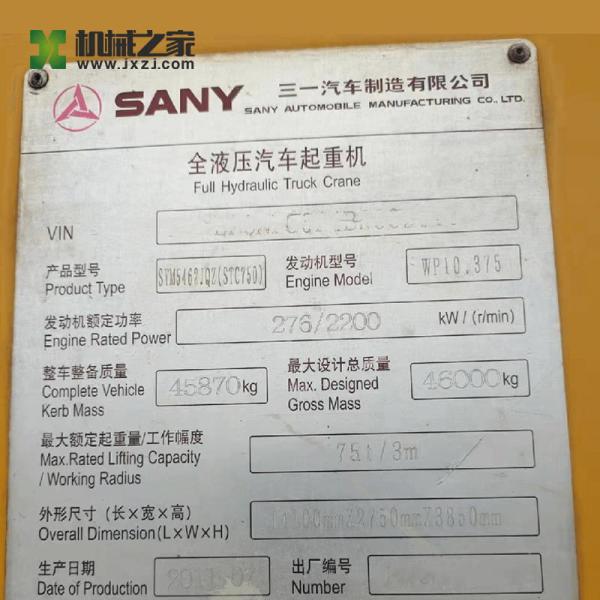 机械之家
www.jxzj.com
SANY 三一汽车制造有限公司
SANY AUTOMOBILE MANUFACTURING CO., LTD.
全液压汽车起重机
Full Hydraulic Truck Crane
VIN
产品型号 发动机型号
Product Type Engine Model
SYM5469JQZ(STC750) WP10.375
发动机额定功率
Engine Rated Power
276/2200 kW / (r/min)
整车整备质量 最大设计总质量
Complete Vehicle Kerb Mass
45870kg
Max. Designed Gross Mass
46000kg
最大额定起重量/工作幅度
Max.Rated Lifting Capacity
/ Working Radius
75t/3m
外形尺寸（长×宽×高）
Overall Dimension(L×W×H)
生产日期 出厂编号
Date of Production Number